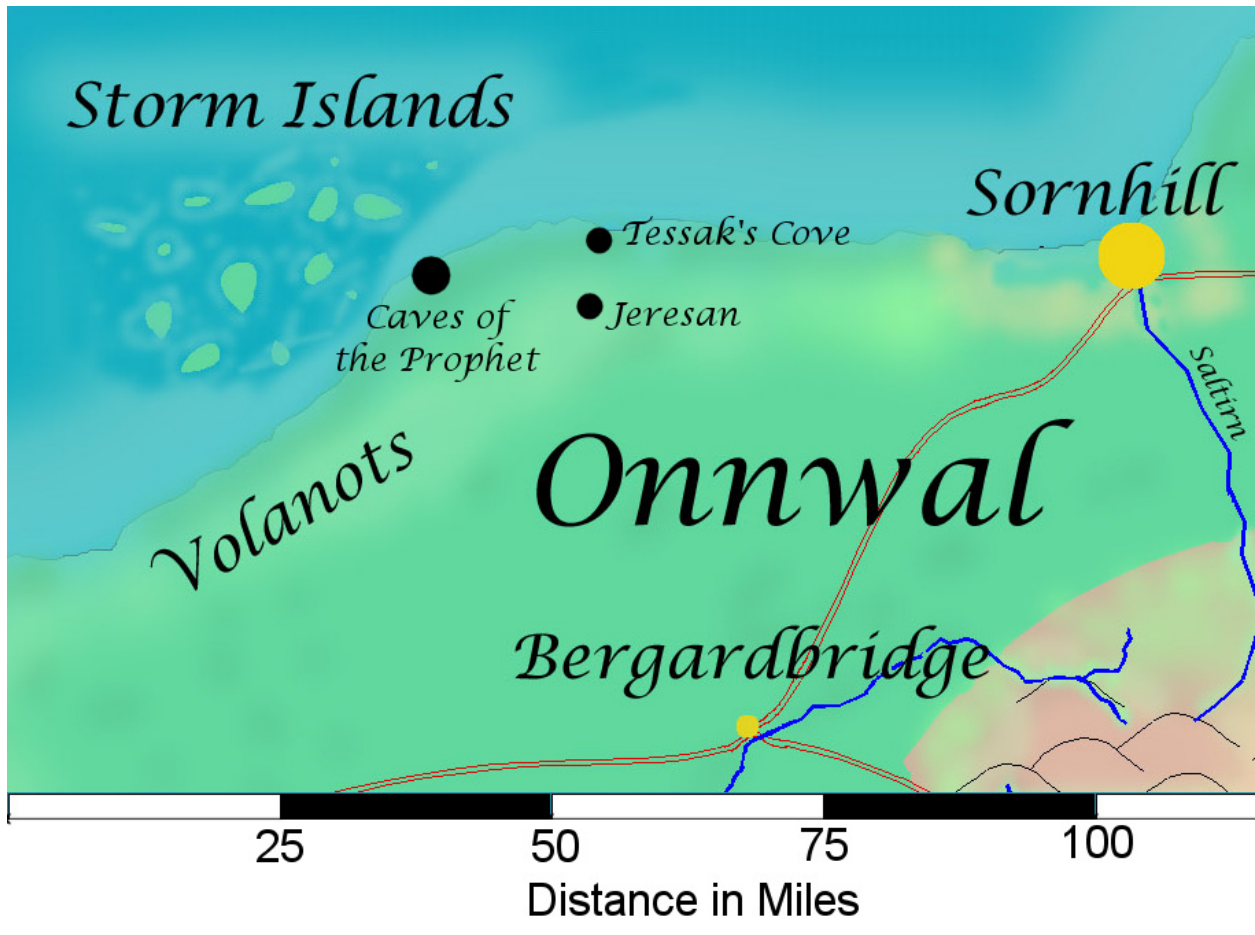 Storm Islands
Sornhill
Tessak's Cove
Caves of
the Prophet
Jeresan
Saltirn
Volanots
Onnwal
Bergardbridge
25 50 75 100
Distance in Miles